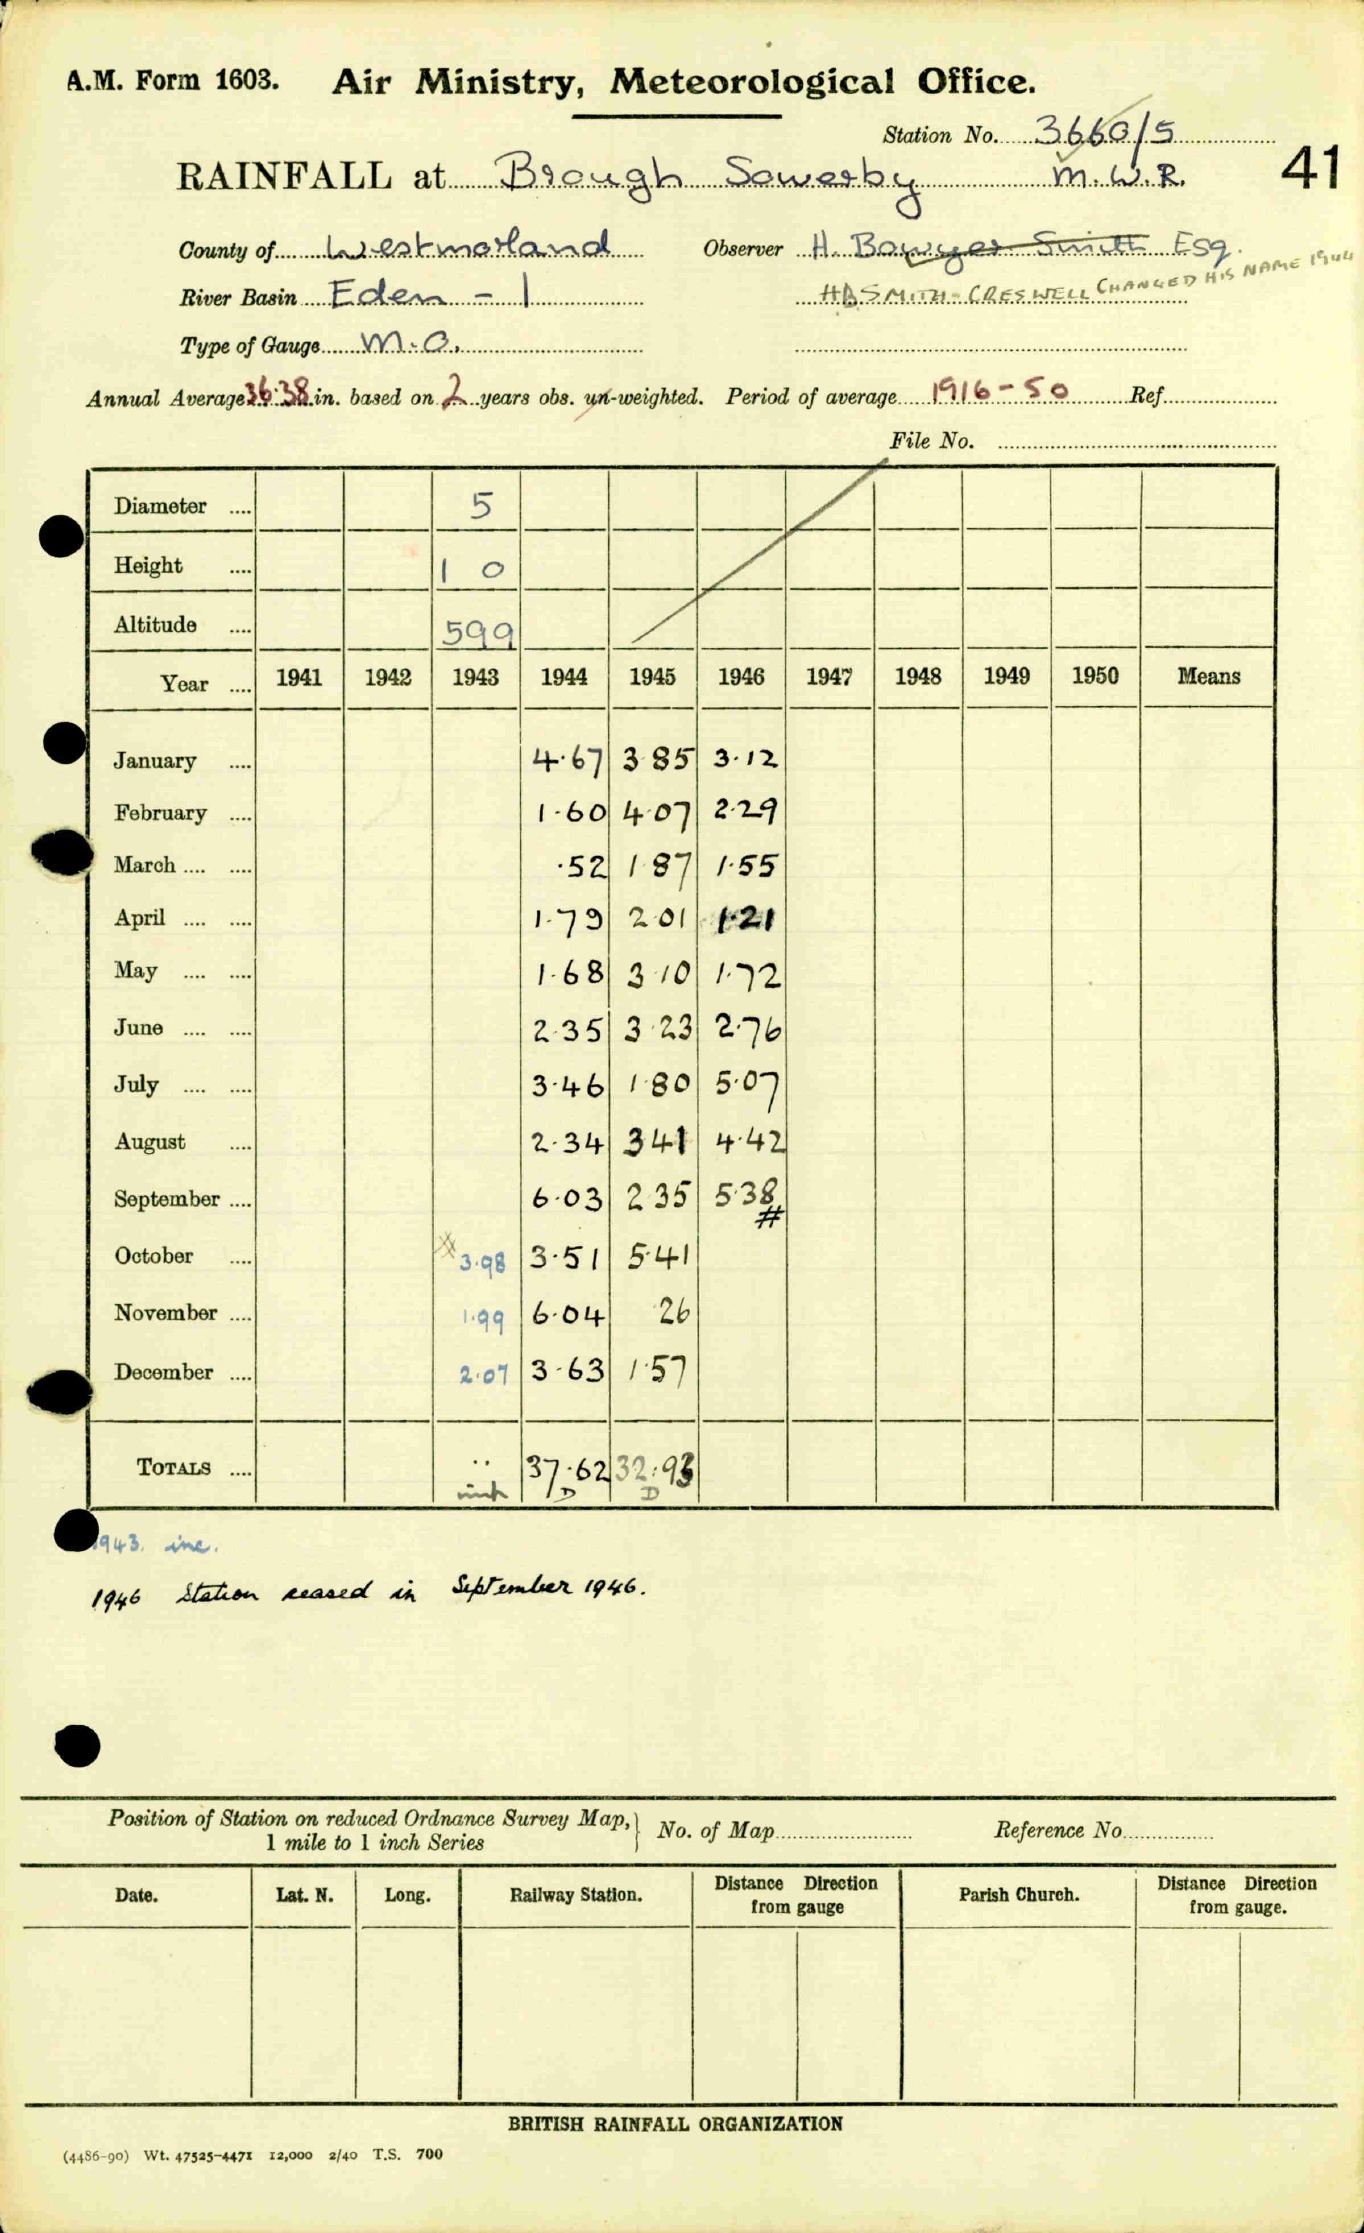 A.M. Form 1603. Air Ministry, Meteorological Office.
Station No. 3660/5
RAINFALL at Brough Sowerby M.W.R. 41
County of Westmorland Observer H. Bowyer Smith Esq.
River Basin Eden - 1 H.B SMITH-CRESWELL CHANGED HIS NAME 1944
Type of Gauge M.O.
Annual Average 36.38 in. based on 2 years obs. un-weighted. Period of average 1916-50 Ref.
File No.
Diameter .... 5
Height .... 1 0
Altitude .... 599
Year .... 1941 1942 1943 1944 1945 1946 1947 1948 1949 1950 Means
January .... 4.67 3.85 3.12
February .... 1.60 4.07 2.29
March .... .... .52 1.87 1.55
April .... .... 1.79 2.01 1.21
May .... .... 1.68 3.10 1.72
June .... .... 2.35 3.23 2.76
July .... .... 3.46 1.80 5.07
August .... 2.34 3.41 4.42
September .... 6.03 2.35 5.38
#
October .... 3.98 3.51 5.41
November .... 1.99 6.04 .26
December .... 2.07 3.63 1.57
TOTALS .... .. 37.62 32.93
D D
1943. inc.
1946 Station ceased in September 1946.
Position of Station on reduced Ordnance Survey Map, No. of Map Reference No.
1 mile to 1 inch Series
Date. Lat. N. Long. Railway Station. Distance from gauge Direction Parish Church. Distance Direction from gauge.
BRITISH RAINFALL ORGANIZATION
(4486-90) Wt. 47525-4471 12,000 2/40 T.S. 700